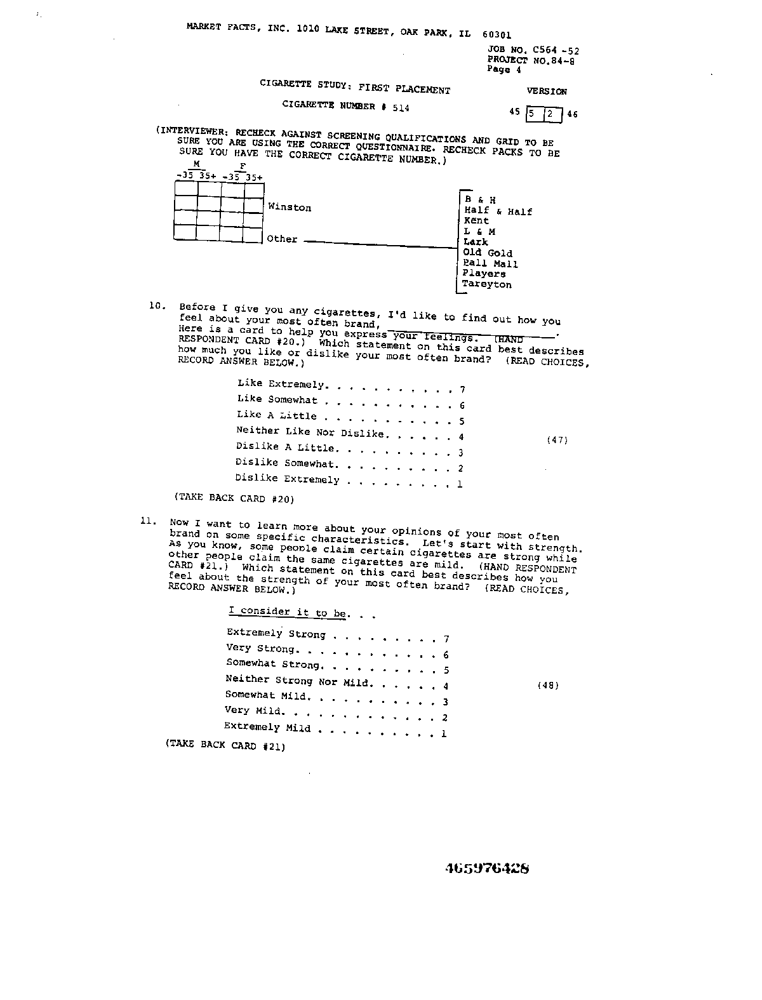 MARKET FACTS, INC. 1010 LAKE STREET, OAK PARK, IL 60301
JOB NO. C564 -52
PROJECT NO.84-8
Page 4
CIGARETTE STUDY: FIRST PLACEMENT
VERSION
CIGARETTE NUMBER # 514
45 5 2 46
(INTERVIEWER: RECHECK AGAINST SCREENING QUALIFICATIONS AND GRID TO BE
SURE YOU ARE USING THE CORRECT QUESTIONNAIRE. RECHECK PACKS TO BE
SURE YOU HAVE THE CORRECT CIGARETTE NUMBER.)
M F
-35 35+ -35 35+
Winston
Other
B & H
Half & Half
Kent
L & M
Lark
Old Gold
Pall Mall
Players
Tareyton
10. Before I give you any cigarettes, I'd like to find out how you
feel about your most often brand, .
Here is a card to help you express your feelings. (HAND
RESPONDENT CARD #20.) Which statement on this card best describes
how much you like or dislike your most often brand? (READ CHOICES,
RECORD ANSWER BELOW.)
Like Extremely. . . . . . . . . . . 7
Like Somewhat . . . . . . . . . . . 6
Like A Little . . . . . . . . . . . 5
Neither Like Nor Dislike. . . . . . 4
(47)
Dislike A Little. . . . . . . . . . 3
Dislike Somewhat. . . . . . . . . . 2
Dislike Extremely . . . . . . . . . 1
(TAKE BACK CARD #20)
11. Now I want to learn more about your opinions of your most often
brand on some specific characteristics. Let's start with strength.
As you know, some people claim certain cigarettes are strong while
other people claim the same cigarettes are mild. (HAND RESPONDENT
CARD #21.) Which statement on this card best describes how you
feel about the strength of your most often brand? (READ CHOICES,
RECORD ANSWER BELOW.)
I consider it to be. . .
Extremely Strong . . . . . . . . . 7
Very Strong. . . . . . . . . . . . 6
Somewhat Strong. . . . . . . . . . 5
Neither Strong Nor Mild. . . . . . 4
(48)
Somewhat Mild. . . . . . . . . . . 3
Very Mild. . . . . . . . . . . . . 2
Extremely Mild . . . . . . . . . . 1
(TAKE BACK CARD #21)
465976428